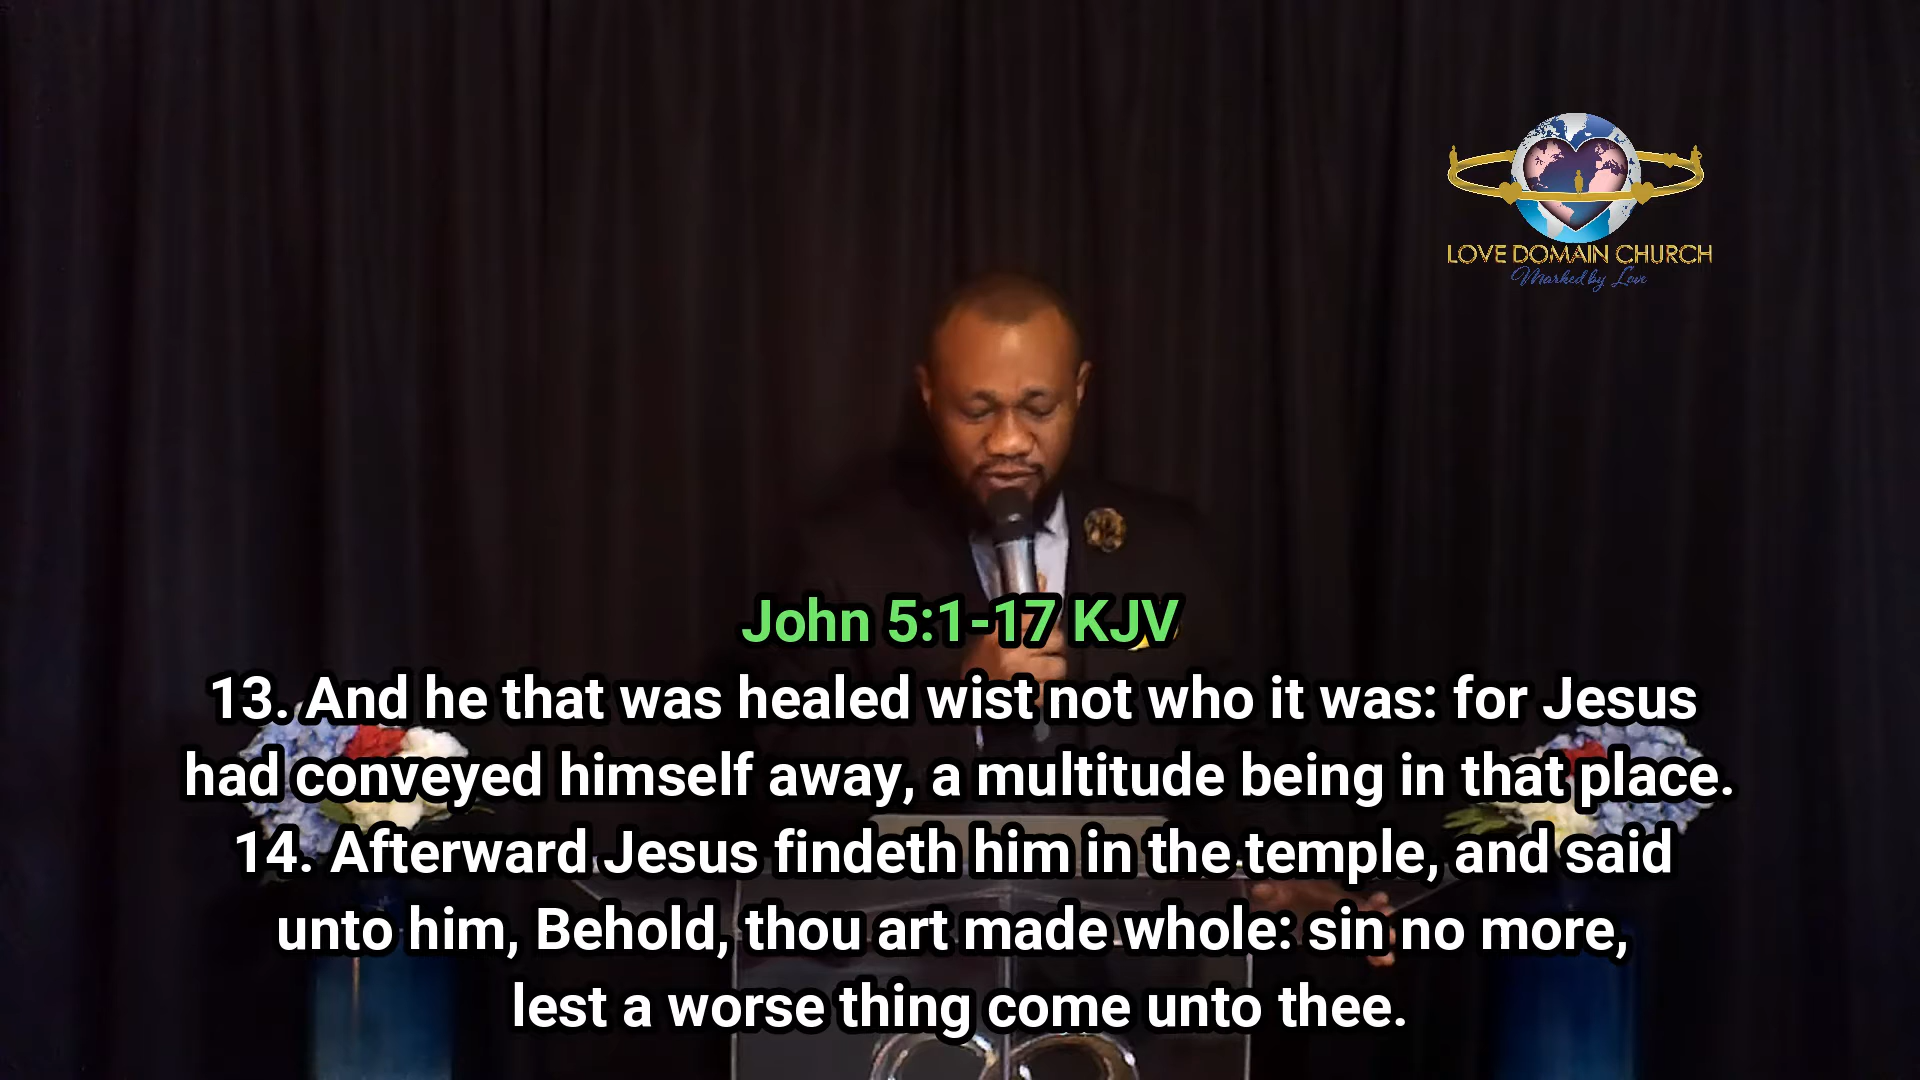 LOVE DOMAIN CHURCH
Marked by Love
John 5:1-17 KJV
13. And he that was healed wist not who it was: for Jesus
had conveyed himself away, a multitude being in that place.
14. Afterward Jesus findeth him in the temple, and said
unto him, Behold, thou art made whole: sin no more,
lest a worse thing come unto thee.